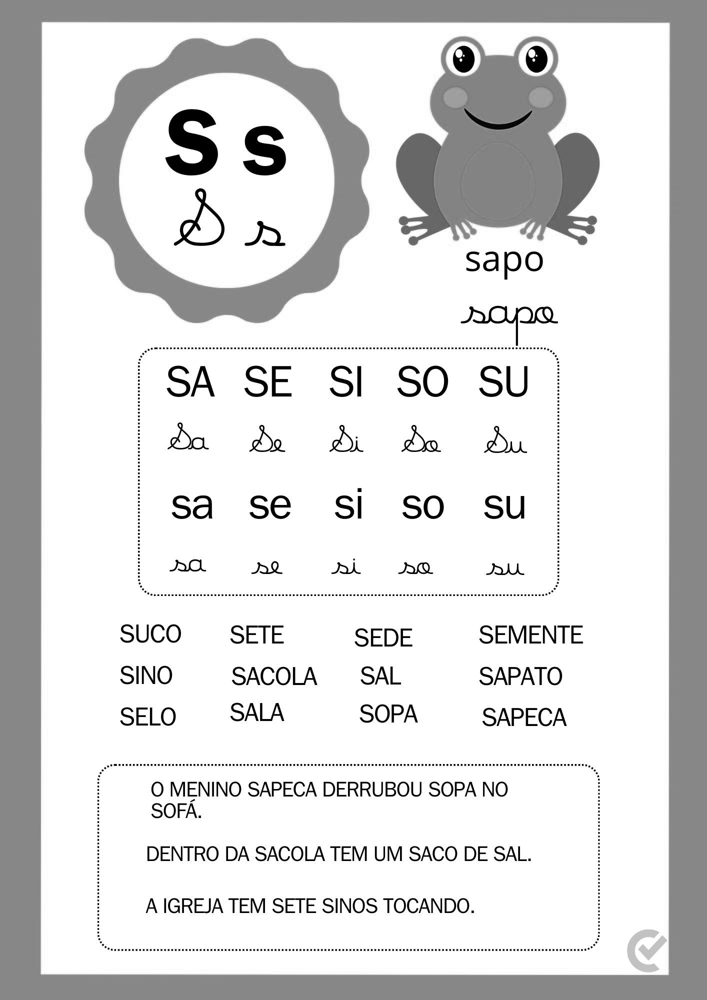 S s
S s
sapo
sapo
SA SE SI SO SU
Sa Se Si So Su
sa se si so su
sa se si so su
SUCO SETE SEDE SEMENTE
SINO SACOLA SAL SAPATO
SELO SALA SOPA SAPECA
O MENINO SAPECA DERRUBOU SOPA NO
SOFÁ.
DENTRO DA SACOLA TEM UM SACO DE SAL.
A IGREJA TEM SETE SINOS TOCANDO.